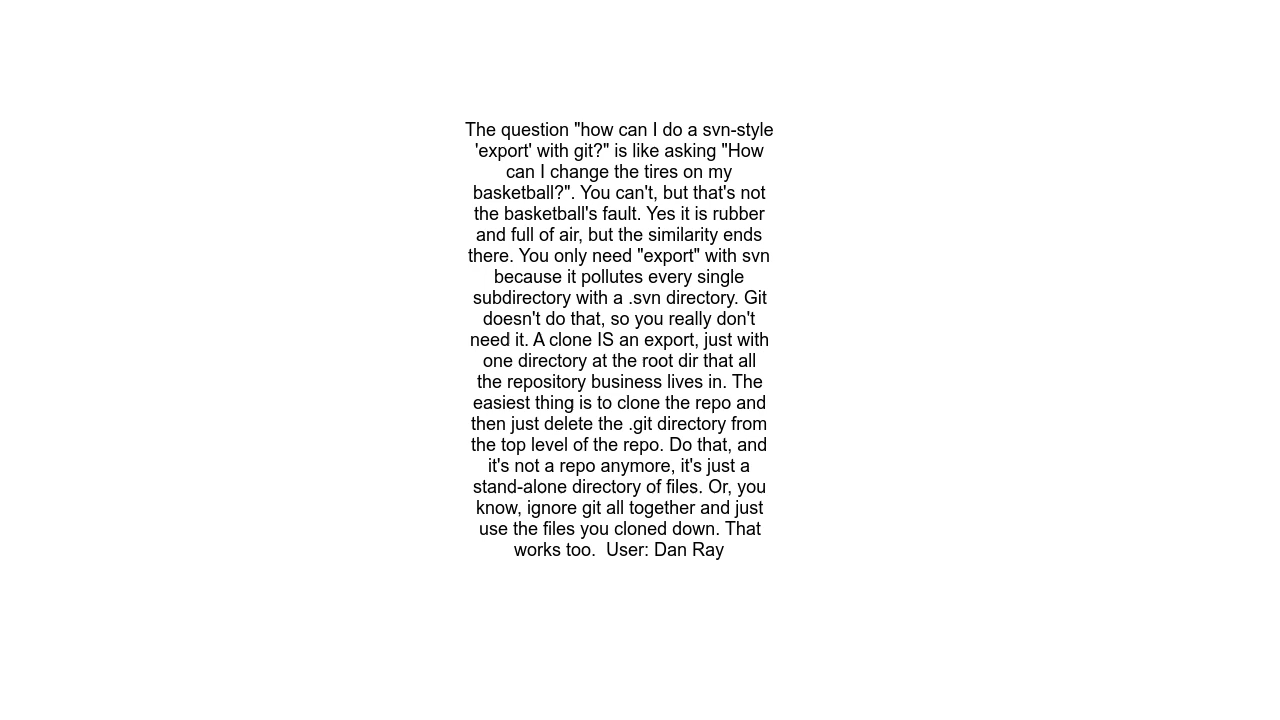 The question "how can I do a svn-style
'export' with git?" is like asking "How
can I change the tires on my
basketball?". You can't, but that's not
the basketball's fault. Yes it is rubber
and full of air, but the similarity ends
there. You only need "export" with svn
because it pollutes every single
subdirectory with a .svn directory. Git
doesn't do that, so you really don't
need it. A clone IS an export, just with
one directory at the root dir that all
the repository business lives in. The
easiest thing is to clone the repo and
then just delete the .git directory from
the top level of the repo. Do that, and
it's not a repo anymore, it's just a
stand-alone directory of files. Or, you
know, ignore git all together and just
use the files you cloned down. That
works too.  User: Dan Ray